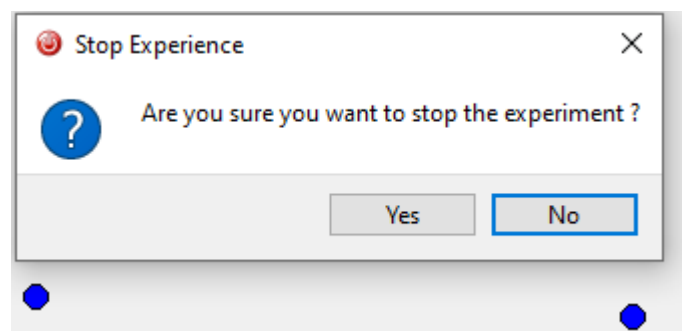 Stop Experience
Are you sure you want to stop the experiment ?
Yes No